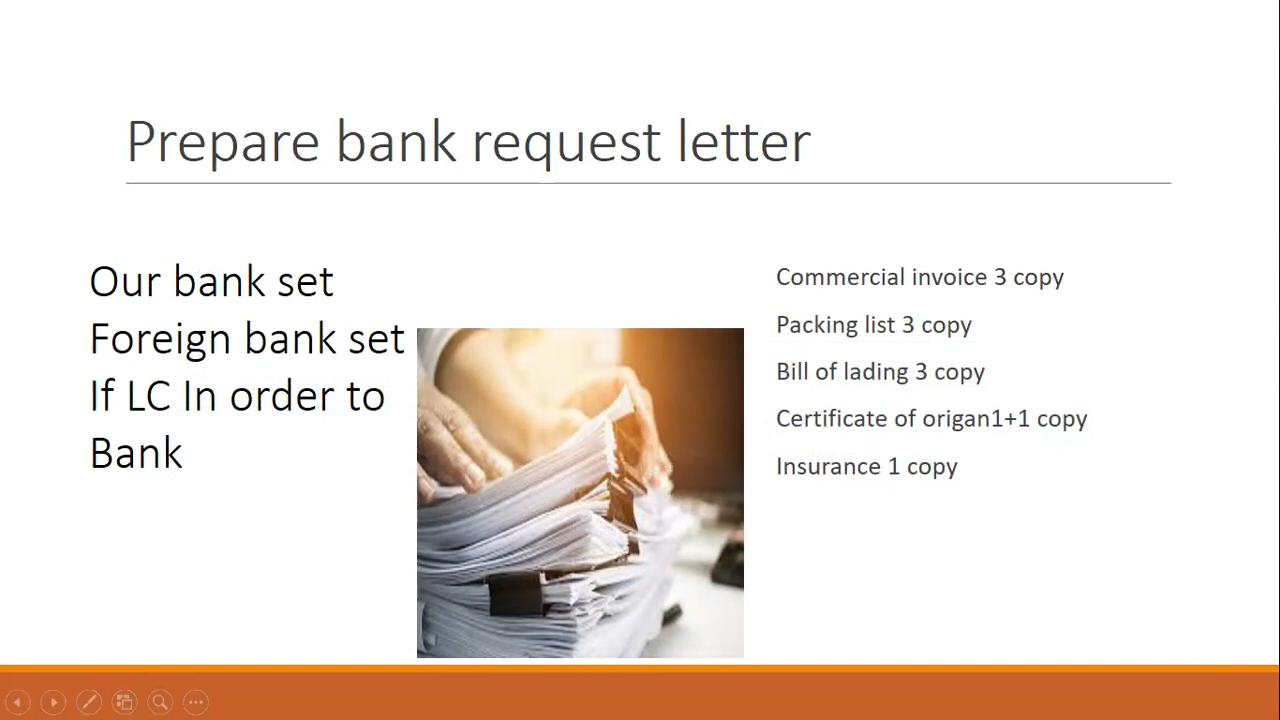 Prepare bank request letter
Our bank set
Foreign bank set
If LC In order to
Bank
Commercial invoice 3 copy
Packing list 3 copy
Bill of lading 3 copy
Certificate of origan1+1 copy
Insurance 1 copy